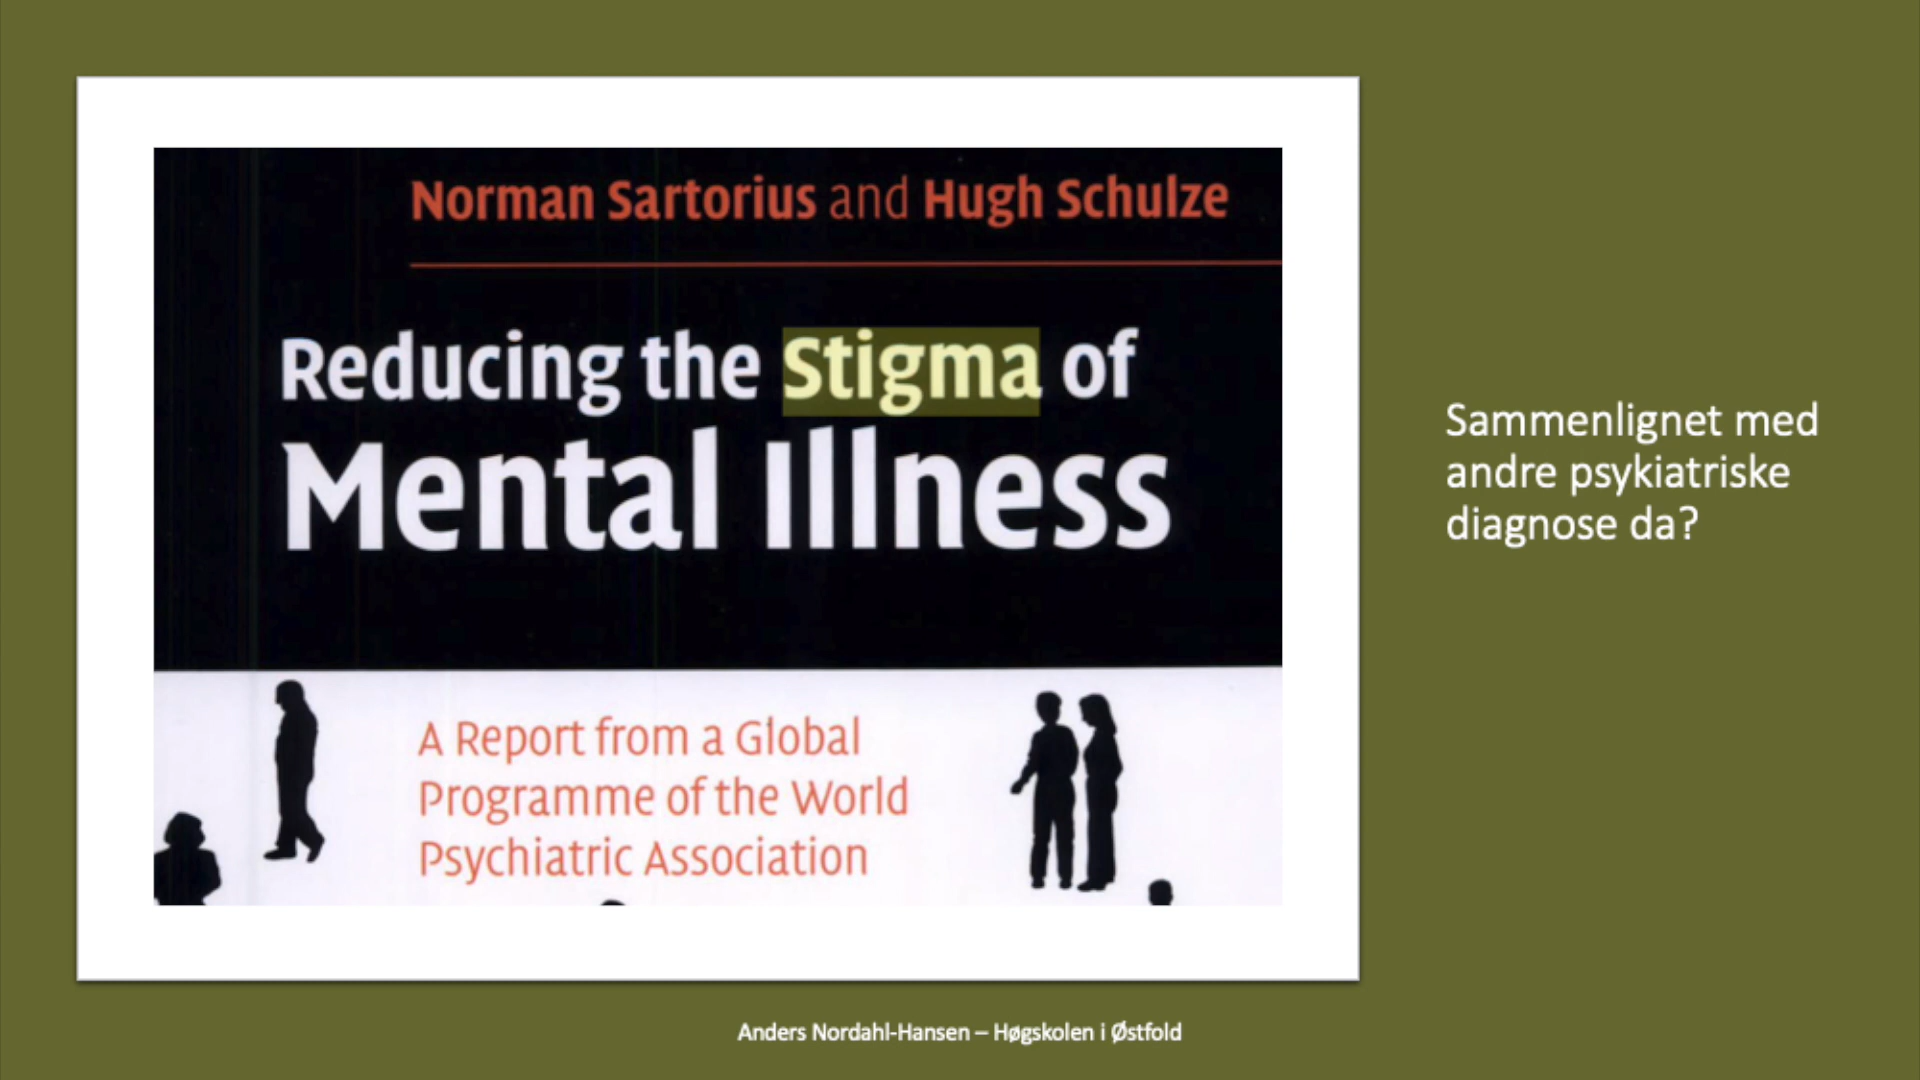 Norman Sartorius and Hugh Schulze
Reducing the Stigma of
Mental Illness
A Report from a Global
Programme of the World
Psychiatric Association
Sammenlignet med
andre psykiatriske
diagnose da?
Anders Nordahl-Hansen – Høgskolen i Østfold